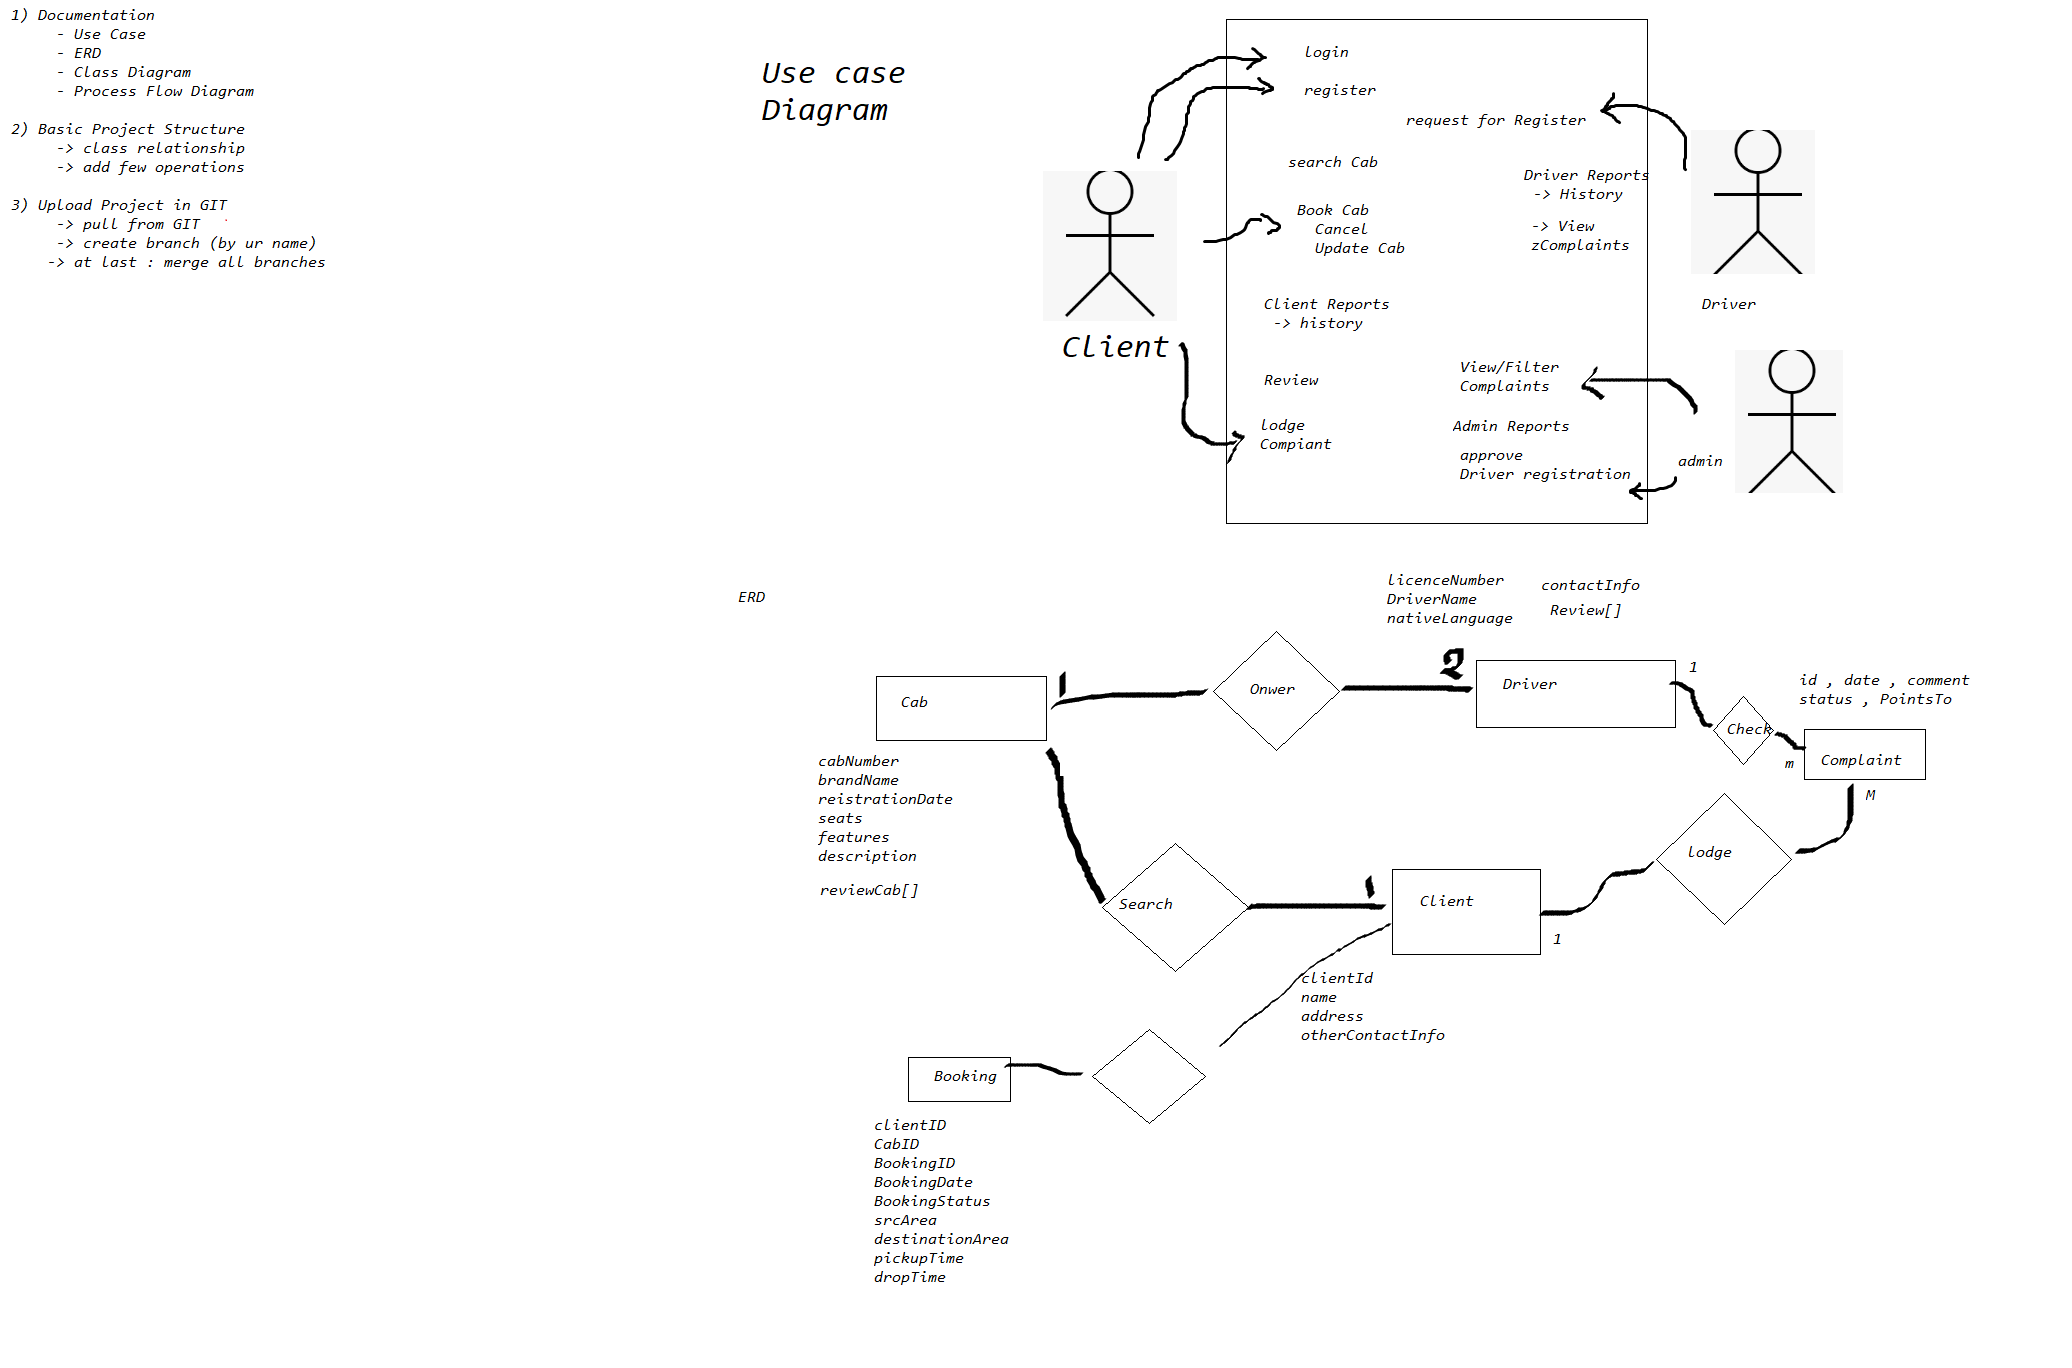 1) Documentation
- Use Case
- ERD
- Class Diagram
- Process Flow Diagram
2) Basic Project Structure
-> class relationship
-> add few operations
3) Upload Project in GIT
-> pull from GIT
-> create branch (by ur name)
-> at last : merge all branches
Use case
Diagram
login
register
request for Register
search Cab
Driver Reports
-> History
-> View
zComplaints
Book Cab
Cancel
Update Cab
Client Reports
-> history
Review
lodge
Compiant
View/Filter
Complaints
Admin Reports
approve
Driver registration
Client
Driver
admin
ERD
licenceNumber
DriverName
nativeLanguage
contactInfo
Review[]
Cab
1
Onwer
2
Driver
1
Check
m
id , date , comment
status , PointsTo
Complaint
M
cabNumber
brandName
reistrationDate
seats
features
description
reviewCab[]
Search
1
Client
1
lodge
clientId
name
address
otherContactInfo
Booking
clientID
CabID
BookingID
BookingDate
BookingStatus
srcArea
destinationArea
pickupTime
dropTime